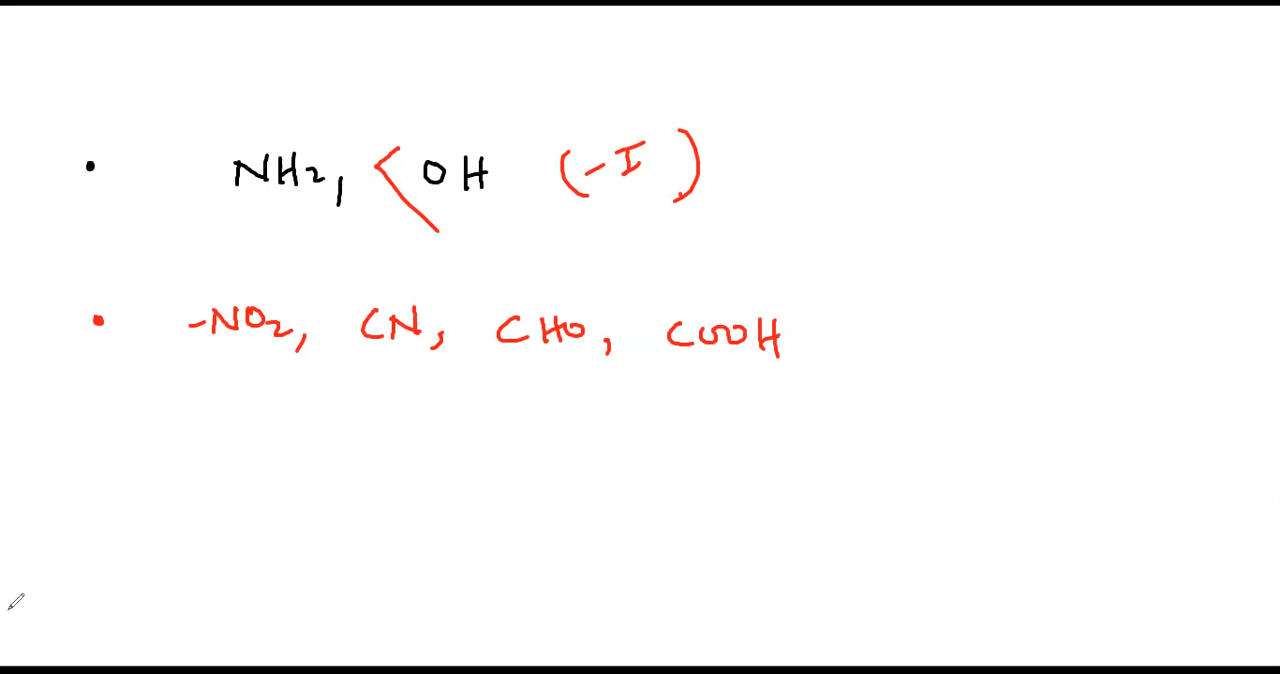 • NH2, < OH (-I)
• -NO2, CN, CHO, COOH